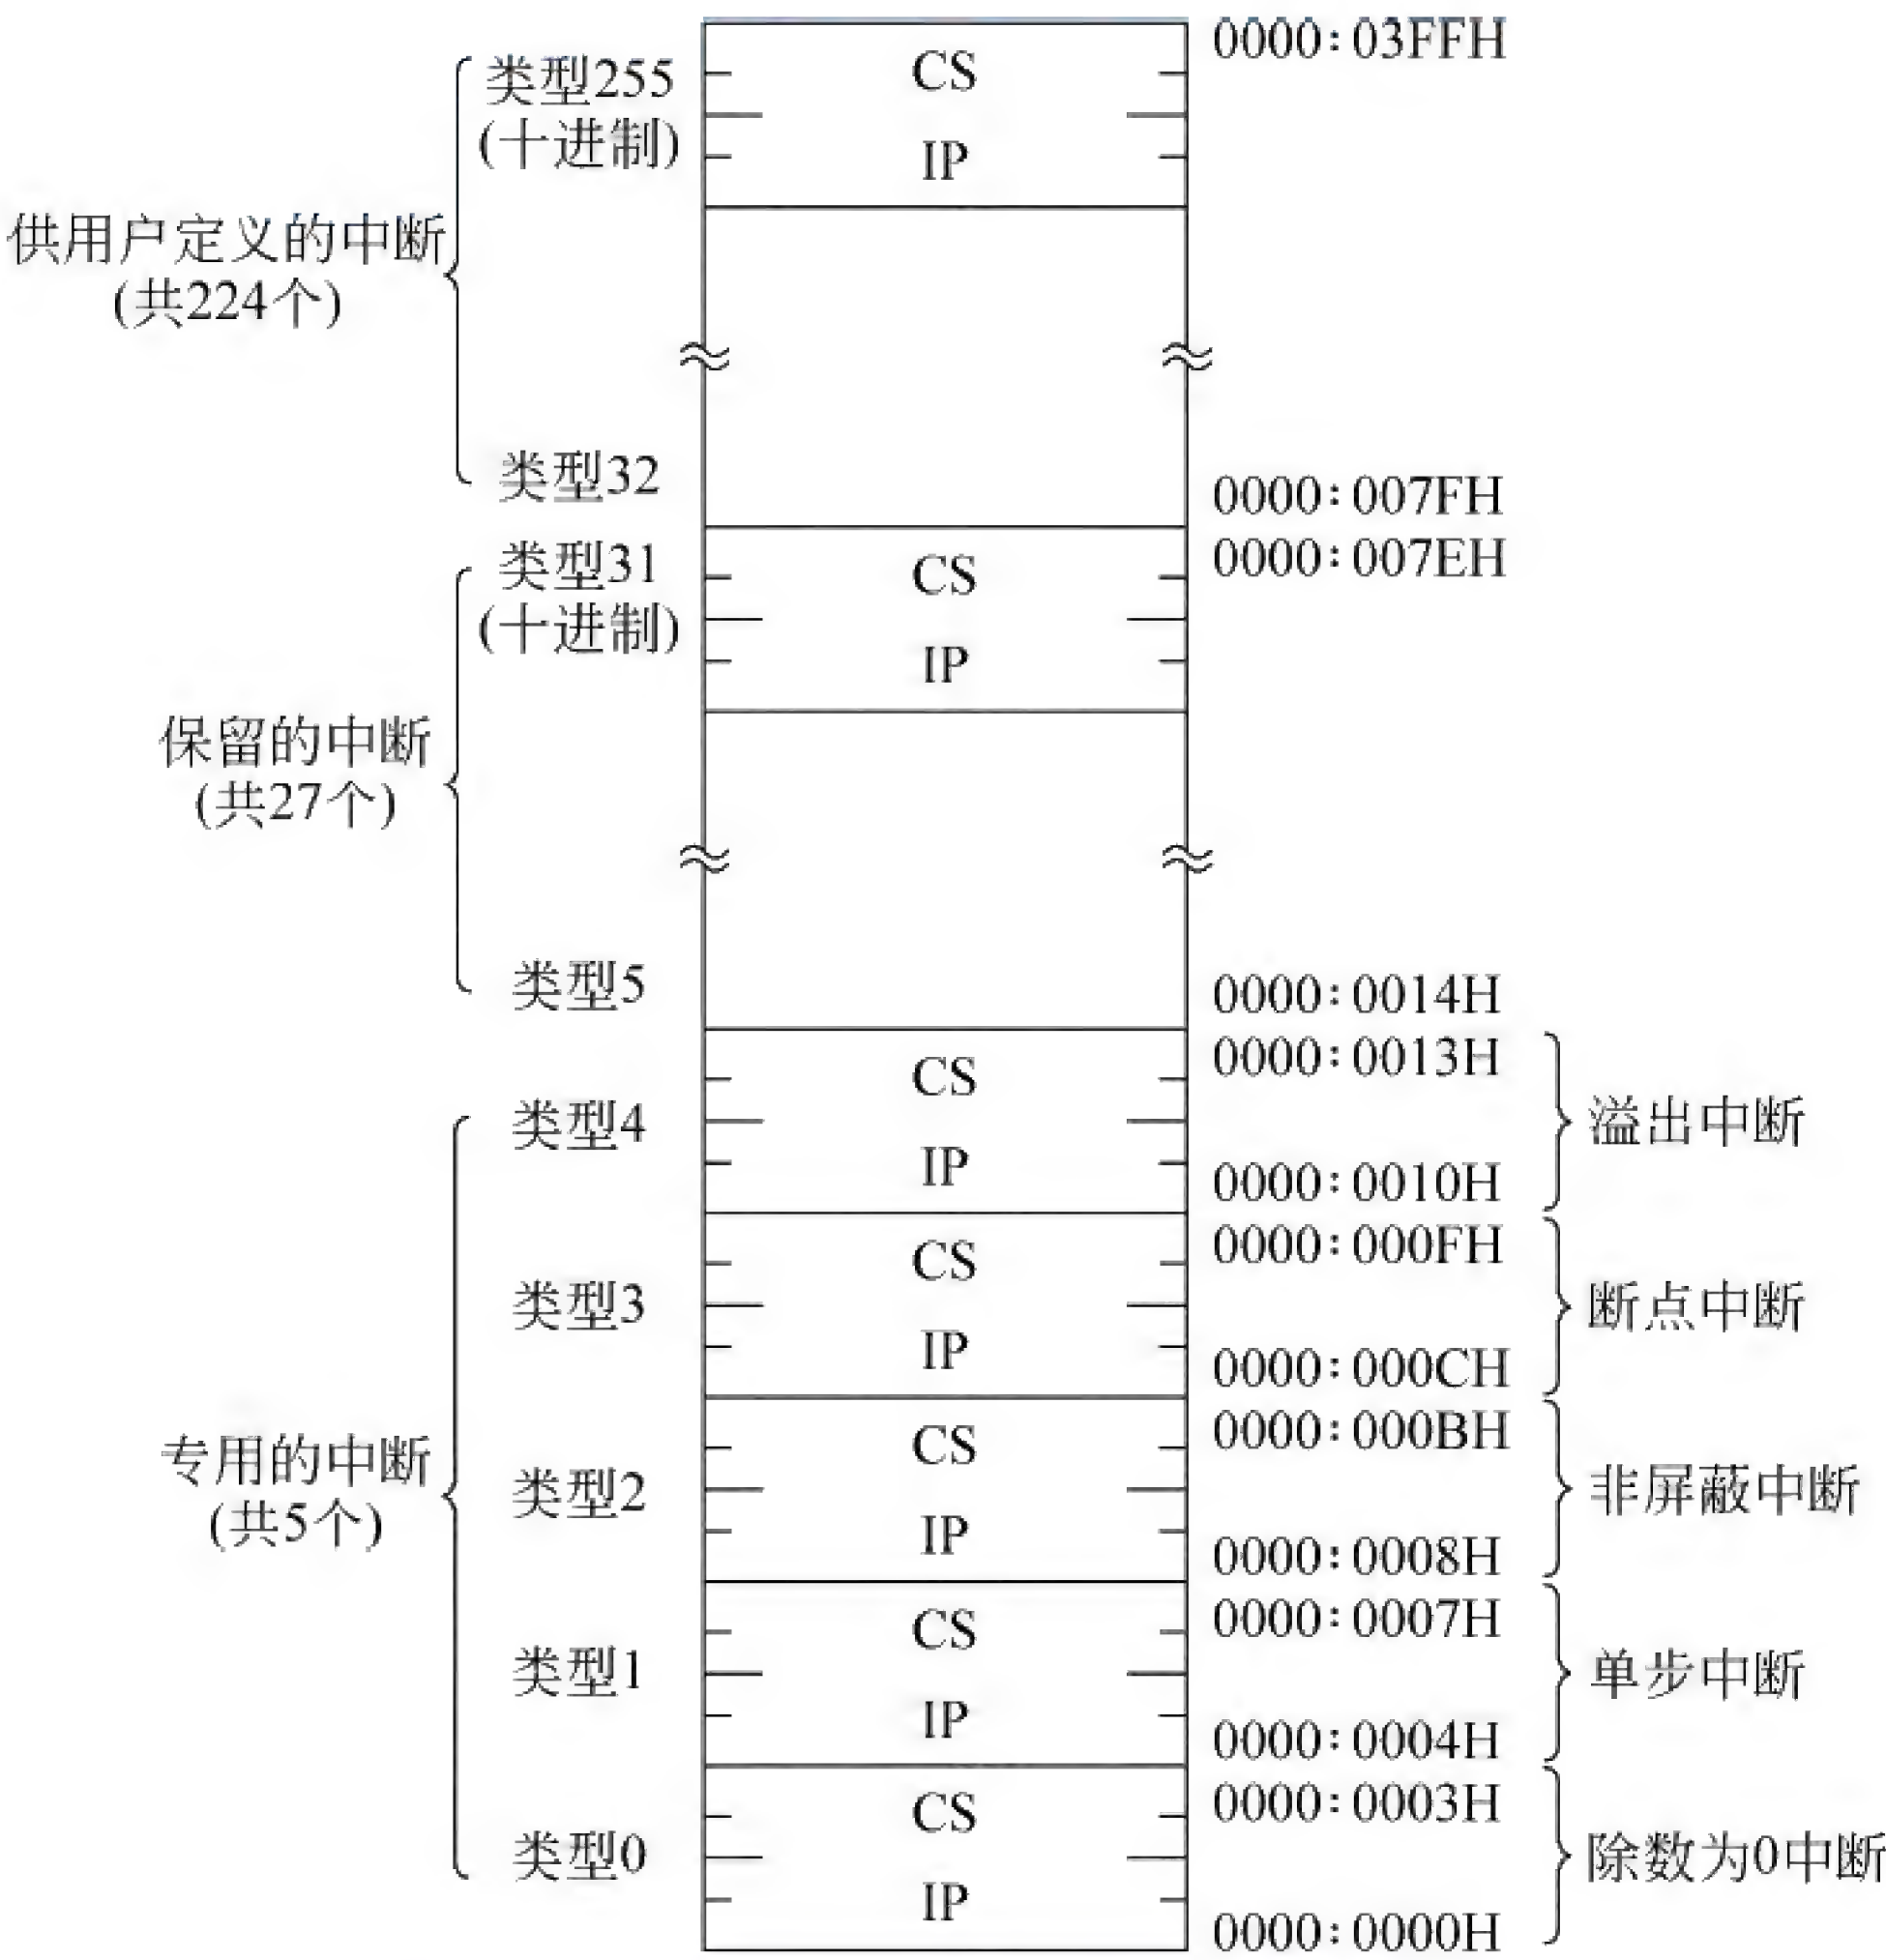 CS
0000:03FFH
类型255
(十进制)
IP
供用户定义的中断
(共224个)
类型32
0000:007FH
类型31
(十进制)
CS
0000:007EH
IP
保留的中断
(共27个)
类型5
0000:0014H
CS
0000:0013H
类型4
溢出中断
IP
0000:0010H
CS
0000:000FH
类型3
断点中断
IP
0000:000CH
专用的中断
(共5个)
CS
0000:000BH
类型2
非屏蔽中断
IP
0000:0008H
CS
0000:0007H
类型1
单步中断
IP
0000:0004H
CS
0000:0003H
类型0
除数为0中断
IP
0000:0000H